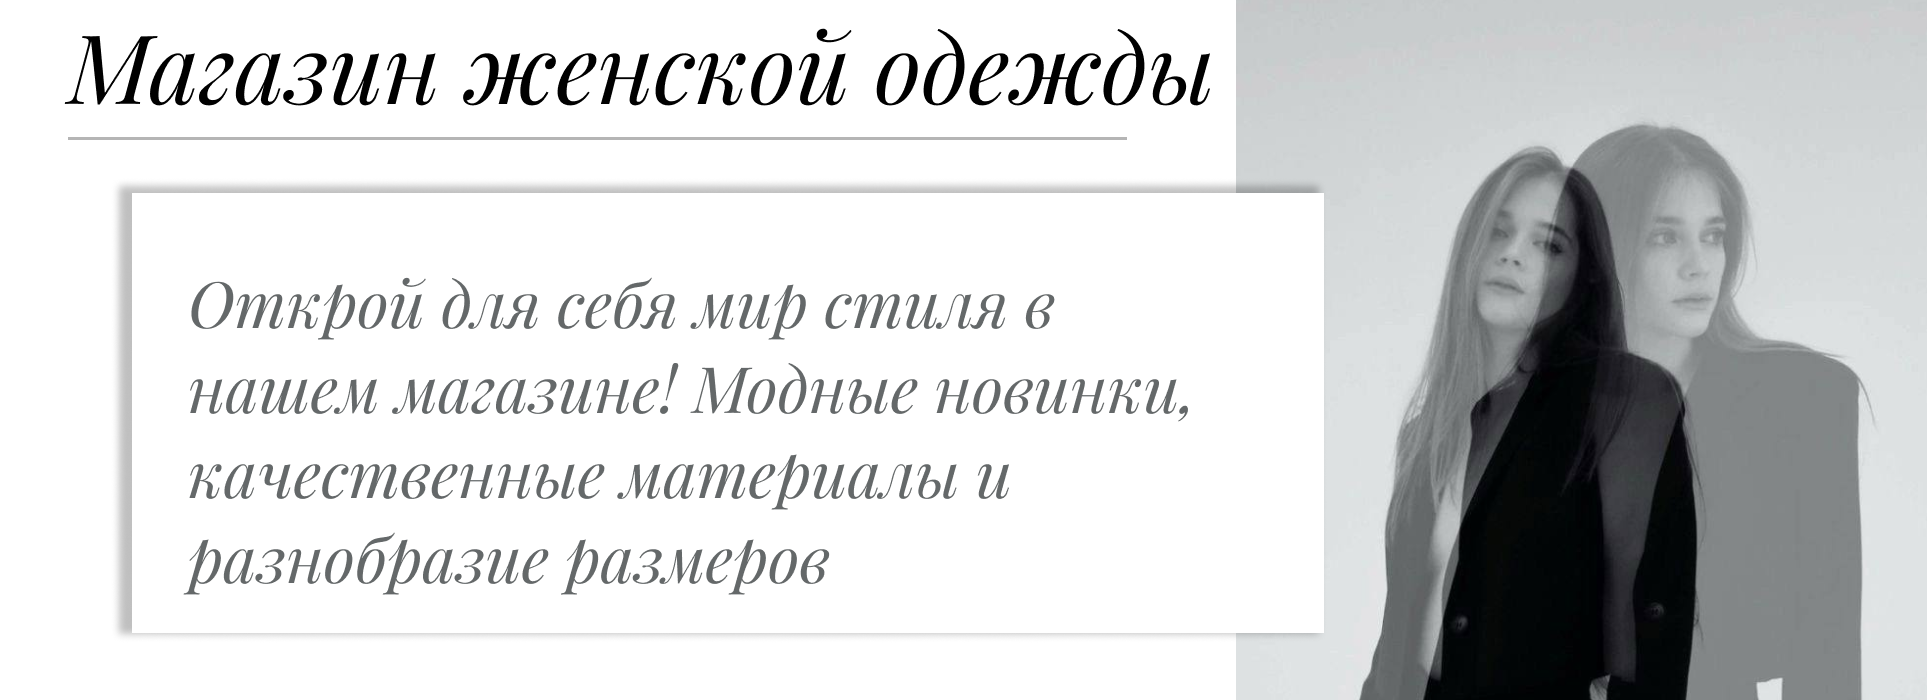 Магазин женской одежды
Открой для себя мир стиля в
нашем магазине! Модные новинки,
качественные материалы и
разнобразие размеров